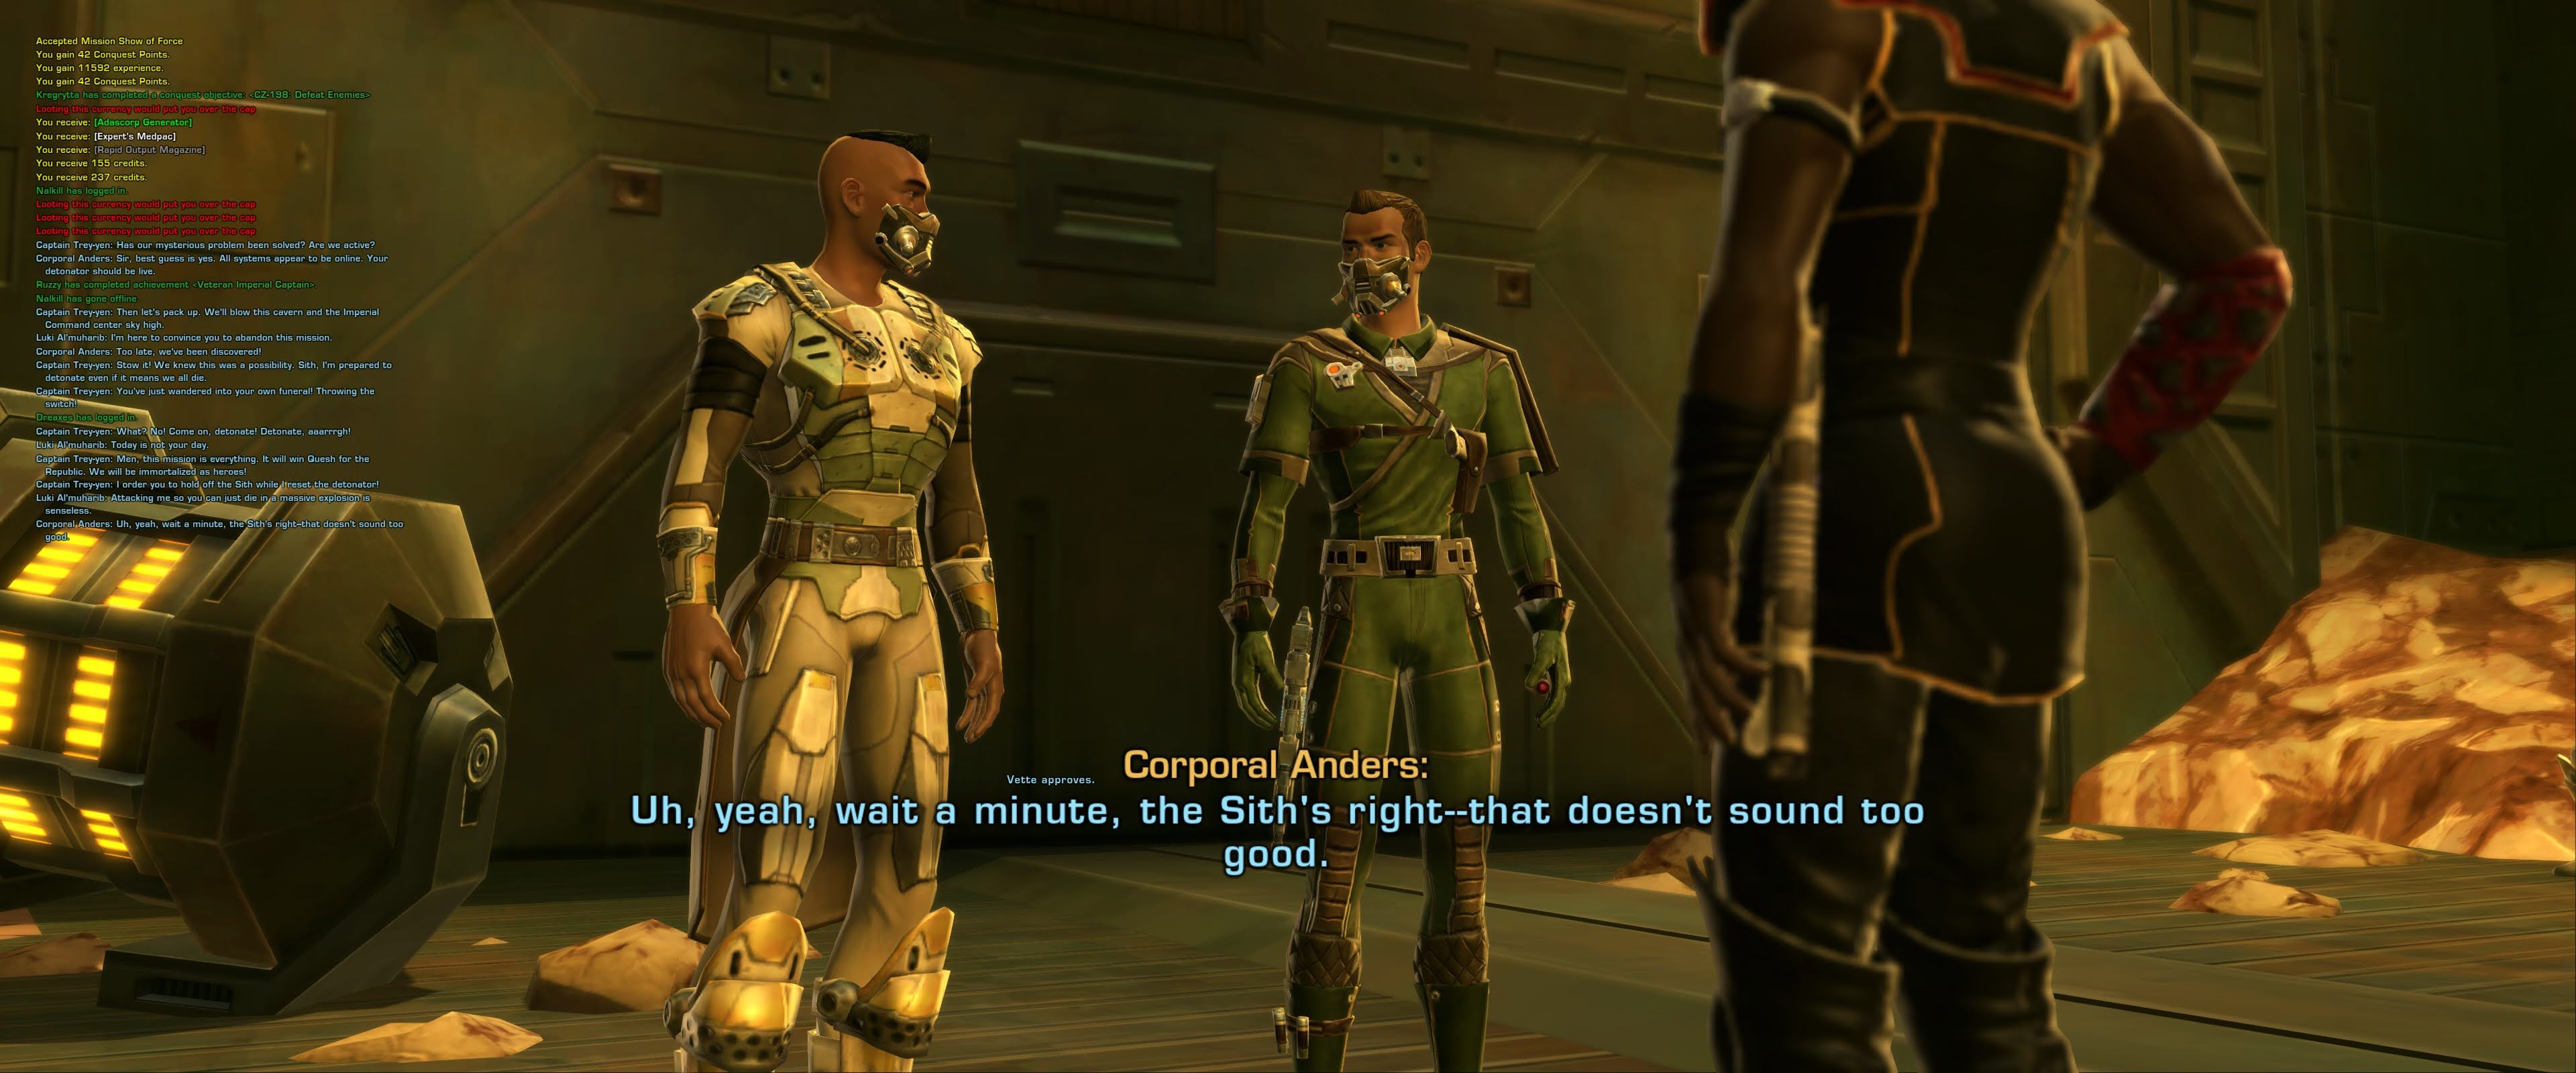 Accepted Mission Show of Force
You gain 42 Conquest Points.
You gain 11592 experience.
You gain 42 Conquest Points.
Kregrytta has completed a conquest objective: <CZ-198: Defeat Enemies>
Looting this currency would put you over the cap
You receive: [Adascorp Generator]
You receive: [Expert's Medpac]
You receive: [Rapid Output Magazine]
You receive 155 credits.
You receive 237 credits.
Nalkill has logged in.
Looting this currency would put you over the cap
Looting this currency would put you over the cap
Looting this currency would put you over the cap
Captain Trey-yen: Has our mysterious problem been solved? Are we active?
Corporal Anders: Sir, best guess is yes. All systems appear to be online. Your
detonator should be live.
Ruzzy has completed achievement <Veteran Imperial Captain>
Nalkill has gone offline.
Captain Trey-yen: Then let's pack up. We'll blow this cavern and the Imperial
Command center sky high.
Luki Al'muharib: I'm here to convince you to abandon this mission.
Corporal Anders: Too late, we've been discovered!
Captain Trey-yen: Stow it! We knew this was a possibility. Sith, I'm prepared to
detonate even if it means we all die.
Captain Trey-yen: You've just wandered into your own funeral! Throwing the
switch!
Dreaxes has logged in.
Captain Trey-yen: What? No! Come on, detonate! Detonate, aaarrrgh!
Luki Al'muharib: Today is not your day.
Captain Trey-yen: Men, this mission is everything. It will win Quesh for the
Republic. We will be immortalized as heroes!
Captain Trey-yen: I order you to hold off the Sith while I reset the detonator!
Luki Al'muharib: Attacking me so you can just die in a massive explosion is
senseless.
Corporal Anders: Uh, yeah, wait a minute, the Sith's right--that doesn't sound too
good.
Vette approves.
Corporal Anders:
Uh, yeah, wait a minute, the Sith's right--that doesn't sound too
good.